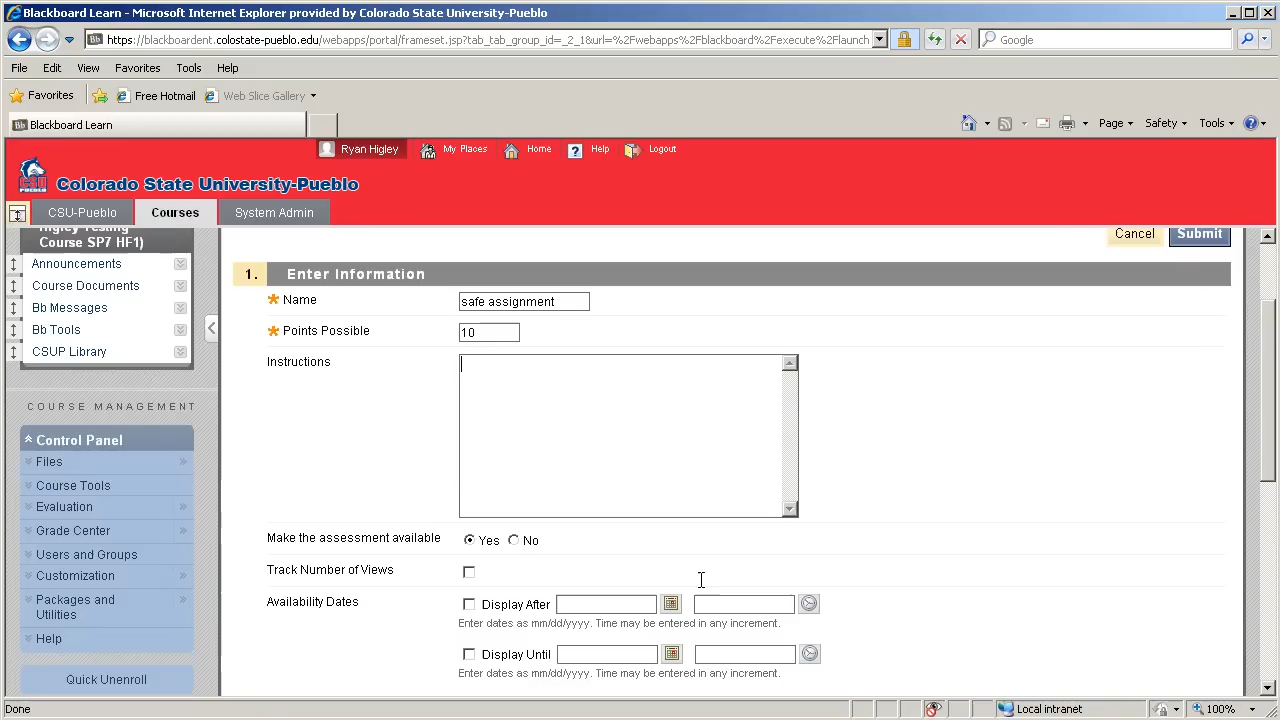 Blackboard Learn - Microsoft Internet Explorer provided by Colorado State University-Pueblo
https://blackboardent.colostate-pueblo.edu/webapps/portal/frameset.jsp?tab_tab_group_id=_2_1&url=%2Fwebapps%2Fblackboard%2Fexecute%2Flaunch
Google
File Edit View Favorites Tools Help
Favorites Free Hotmail Web Slice Gallery
Bb Blackboard Learn
Page Safety Tools
Ryan Higley My Places Home Help Logout
CSU PUEBLO
Colorado State University-Pueblo
CSU-Pueblo Courses System Admin
Higley Testing
Course SP7 HF1)
Announcements
Course Documents
Bb Messages
Bb Tools
CSUP Library
COURSE MANAGEMENT
Control Panel
Files
Course Tools
Evaluation
Grade Center
Users and Groups
Customization
Packages and
Utilities
Help
Quick Unenroll
Cancel Submit
1. Enter Information
Name safe assignment
Points Possible 10
Instructions
Make the assessment available Yes No
Track Number of Views
Availability Dates Display After
Enter dates as mm/dd/yyyy. Time may be entered in any increment.
Display Until
Enter dates as mm/dd/yyyy. Time may be entered in any increment.
Done Local intranet 100%